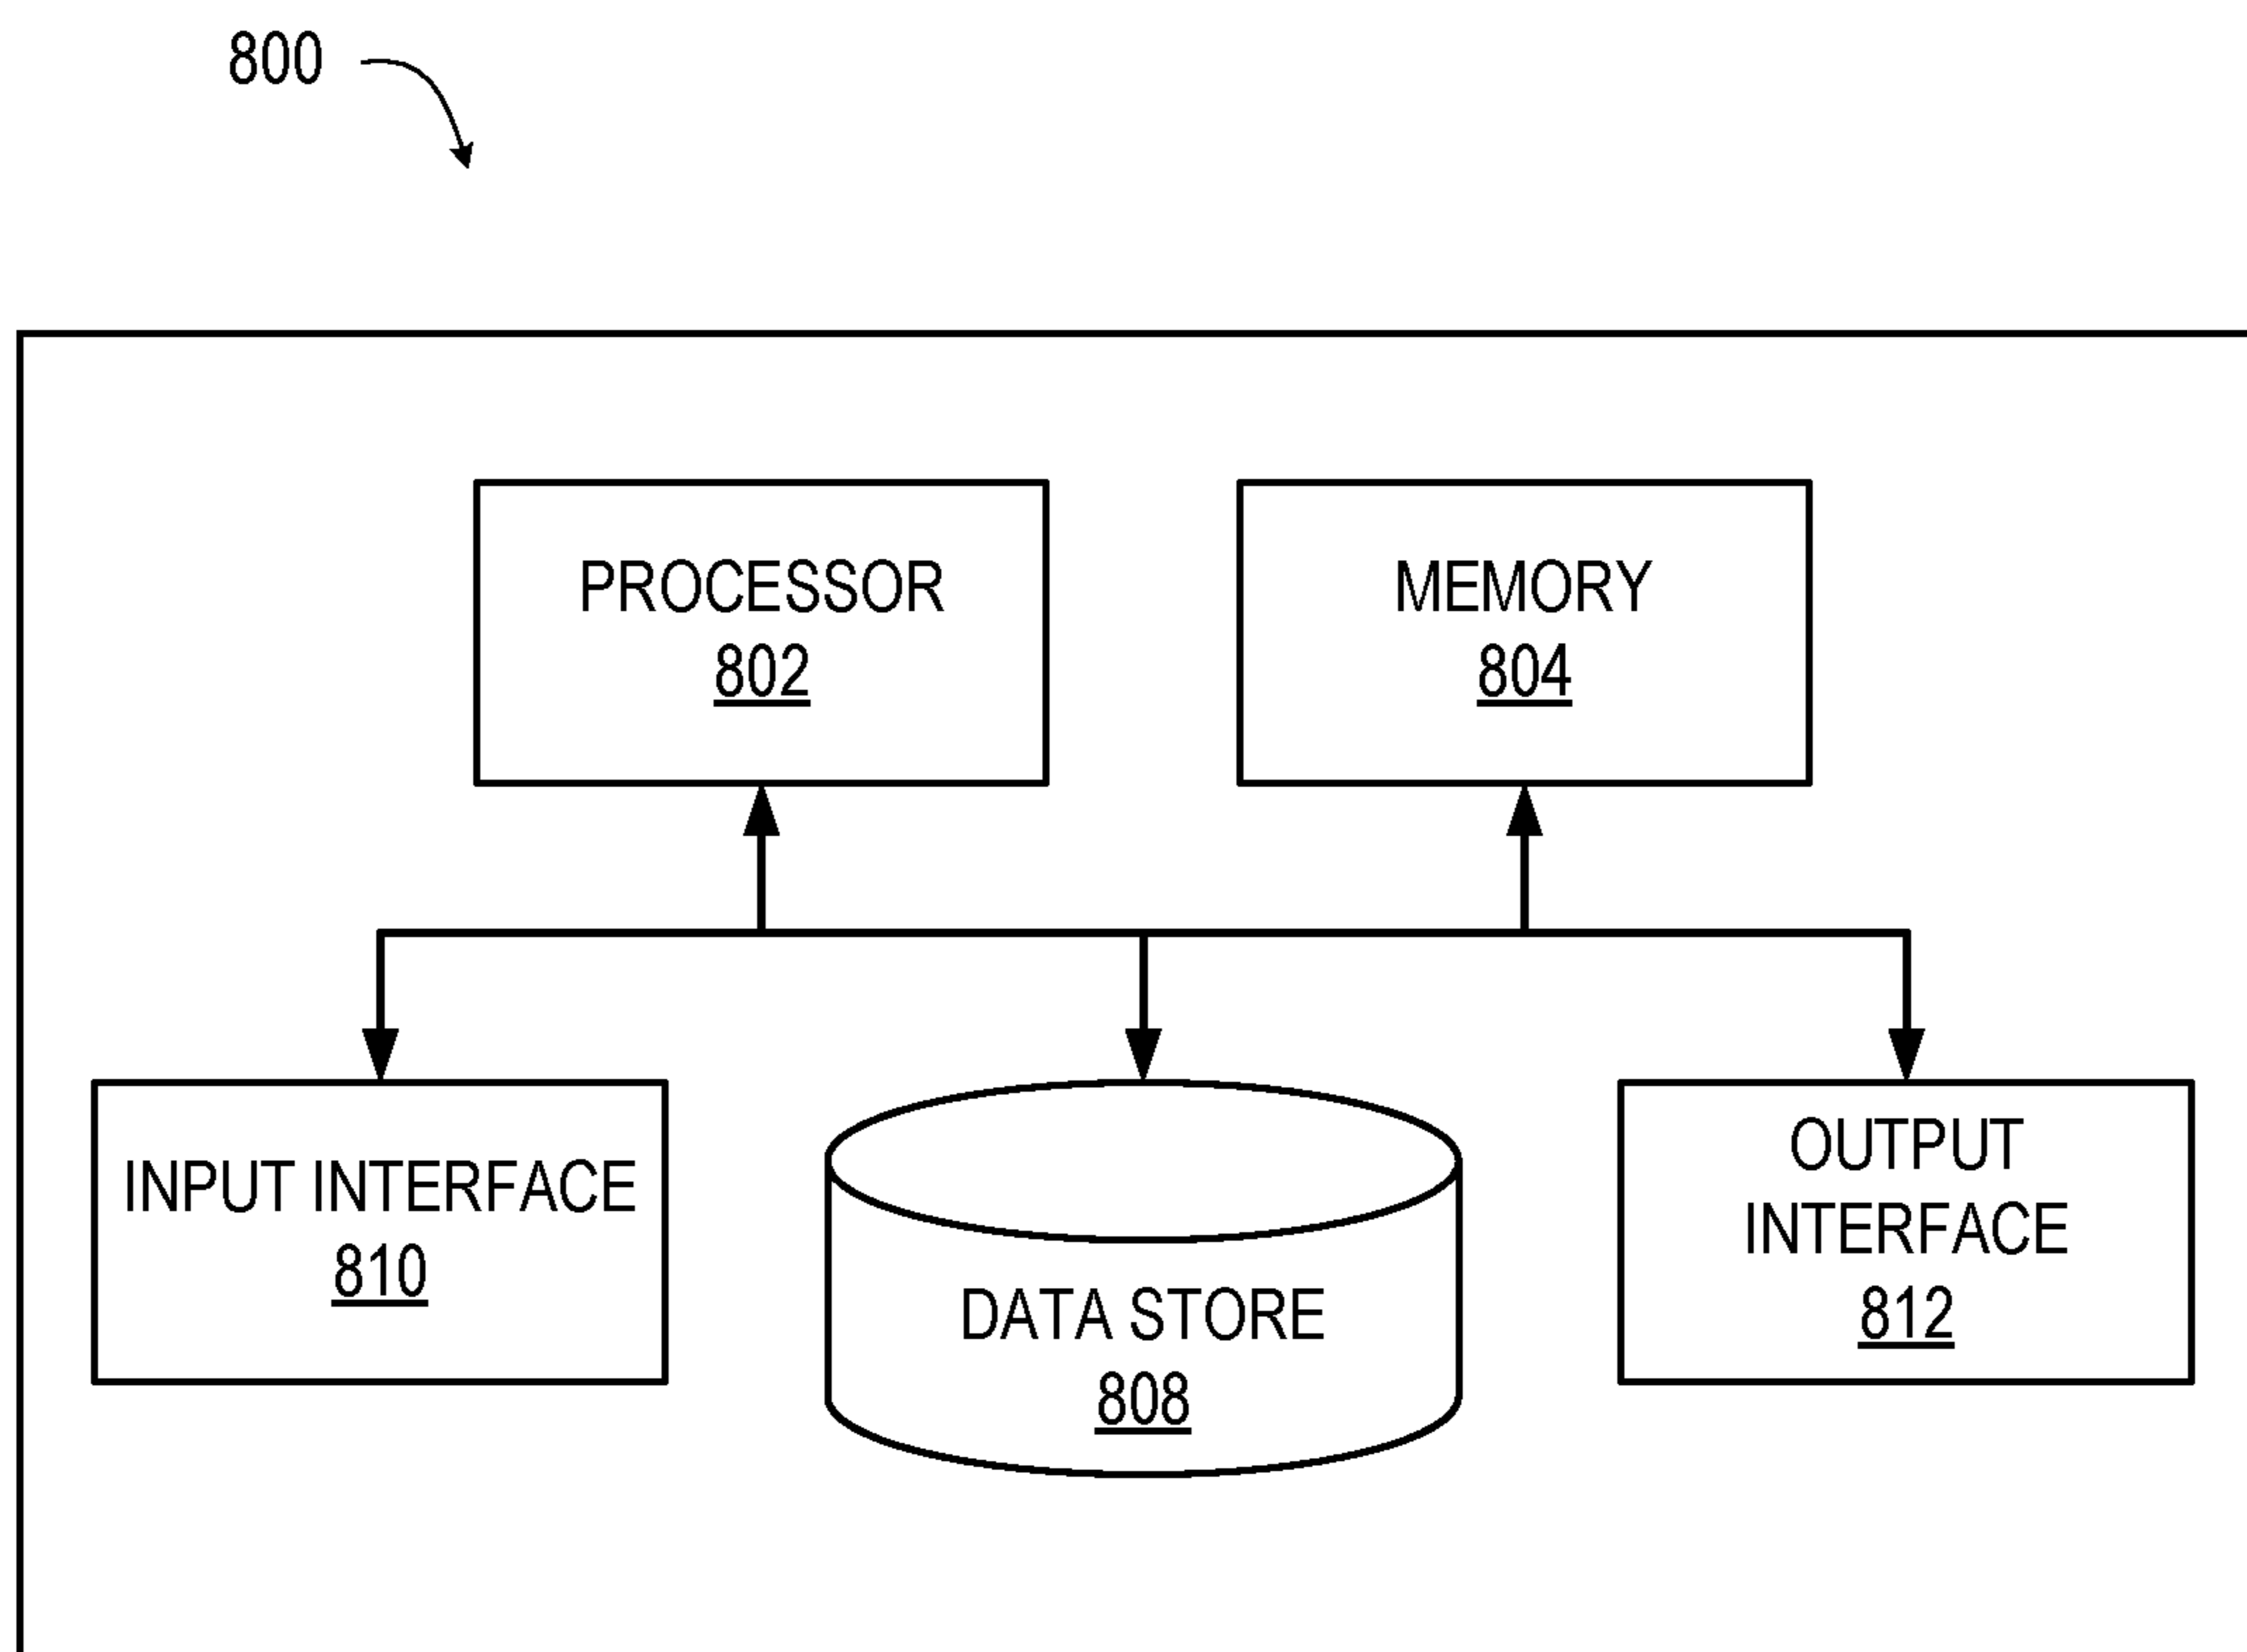 800
PROCESSOR
802
MEMORY
804
INPUT INTERFACE
810
DATA STORE
808
OUTPUT
INTERFACE
812